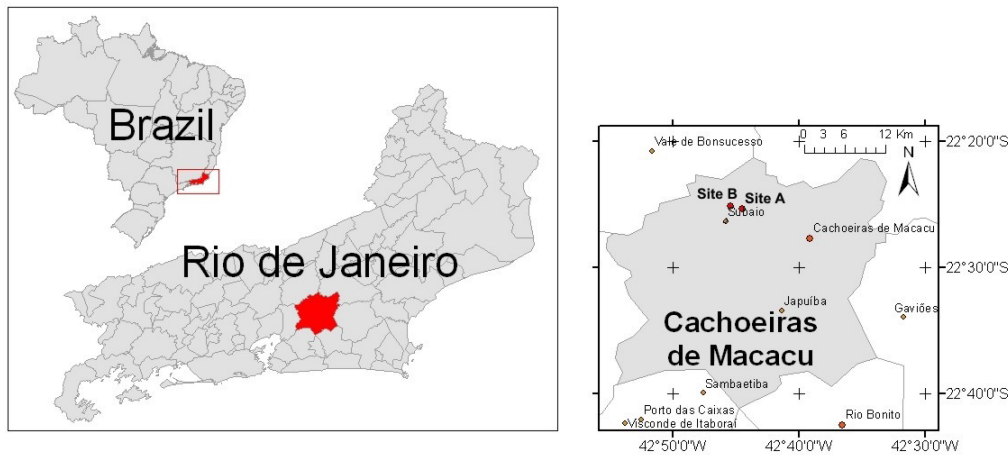 Brazil
Rio de Janeiro
0 3 6 12 Km
22°20'0"S
Vale de Bonsucesso
N
Site B
Site A
Subaio
Cachoeiras de Macacu
22°30'0"S
Japuíba
Gaviões
Cachoeiras
de Macacu
Sambaetiba
22°40'0"S
Porto das Caixas
Rio Bonito
Visconde de Itaboraí
42°50'0"W
42°40'0"W
42°30'0"W